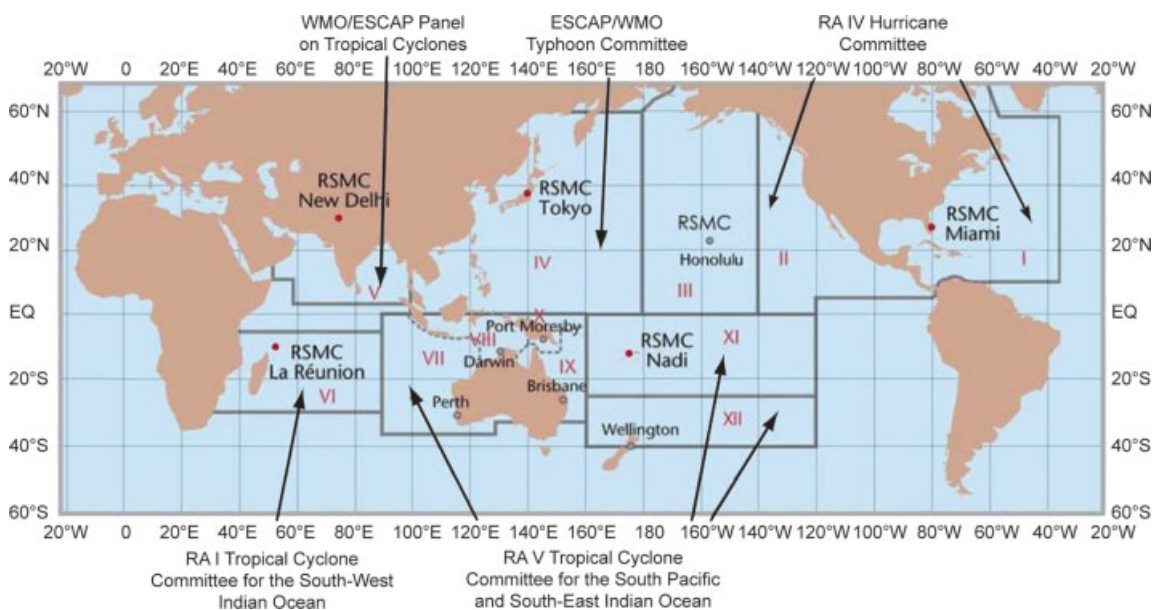 WMO/ESCAP Panel
on Tropical Cyclones
ESCAP/WMO
Typhoon Committee
RA IV Hurricane
Committee
20°W 0 20°E 40°E 60°E 80°E 100°E 120°E 140°E 160°E 180 160°W 140°W 120°W 100°W 80°W 60°W 40°W 20°W
60°N 60°N
40°N 40°N
RSMC
New Delhi
RSMC
Tokyo
RSMC
Honolulu
RSMC
Miami
20°N 20°N
IV
II
I
V
III
EQ EQ
X
Port Moresby
VIII
Darwin
VII
IX
RSMC
La Réunion
VI
RSMC
Nadi
XI
20°S 20°S
Perth
Brisbane
Wellington
XII
40°S 40°S
60°S 60°S
20°W 0° 20°E 40°E 60°E 80°E 100°E 120°E 140°E 160°E 180 160°W 140°W 120°W 100°W 80°W 60°W 40°W 20°W
RA I Tropical Cyclone
Committee for the South-West
Indian Ocean
RA V Tropical Cyclone
Committee for the South Pacific
and South-East Indian Ocean